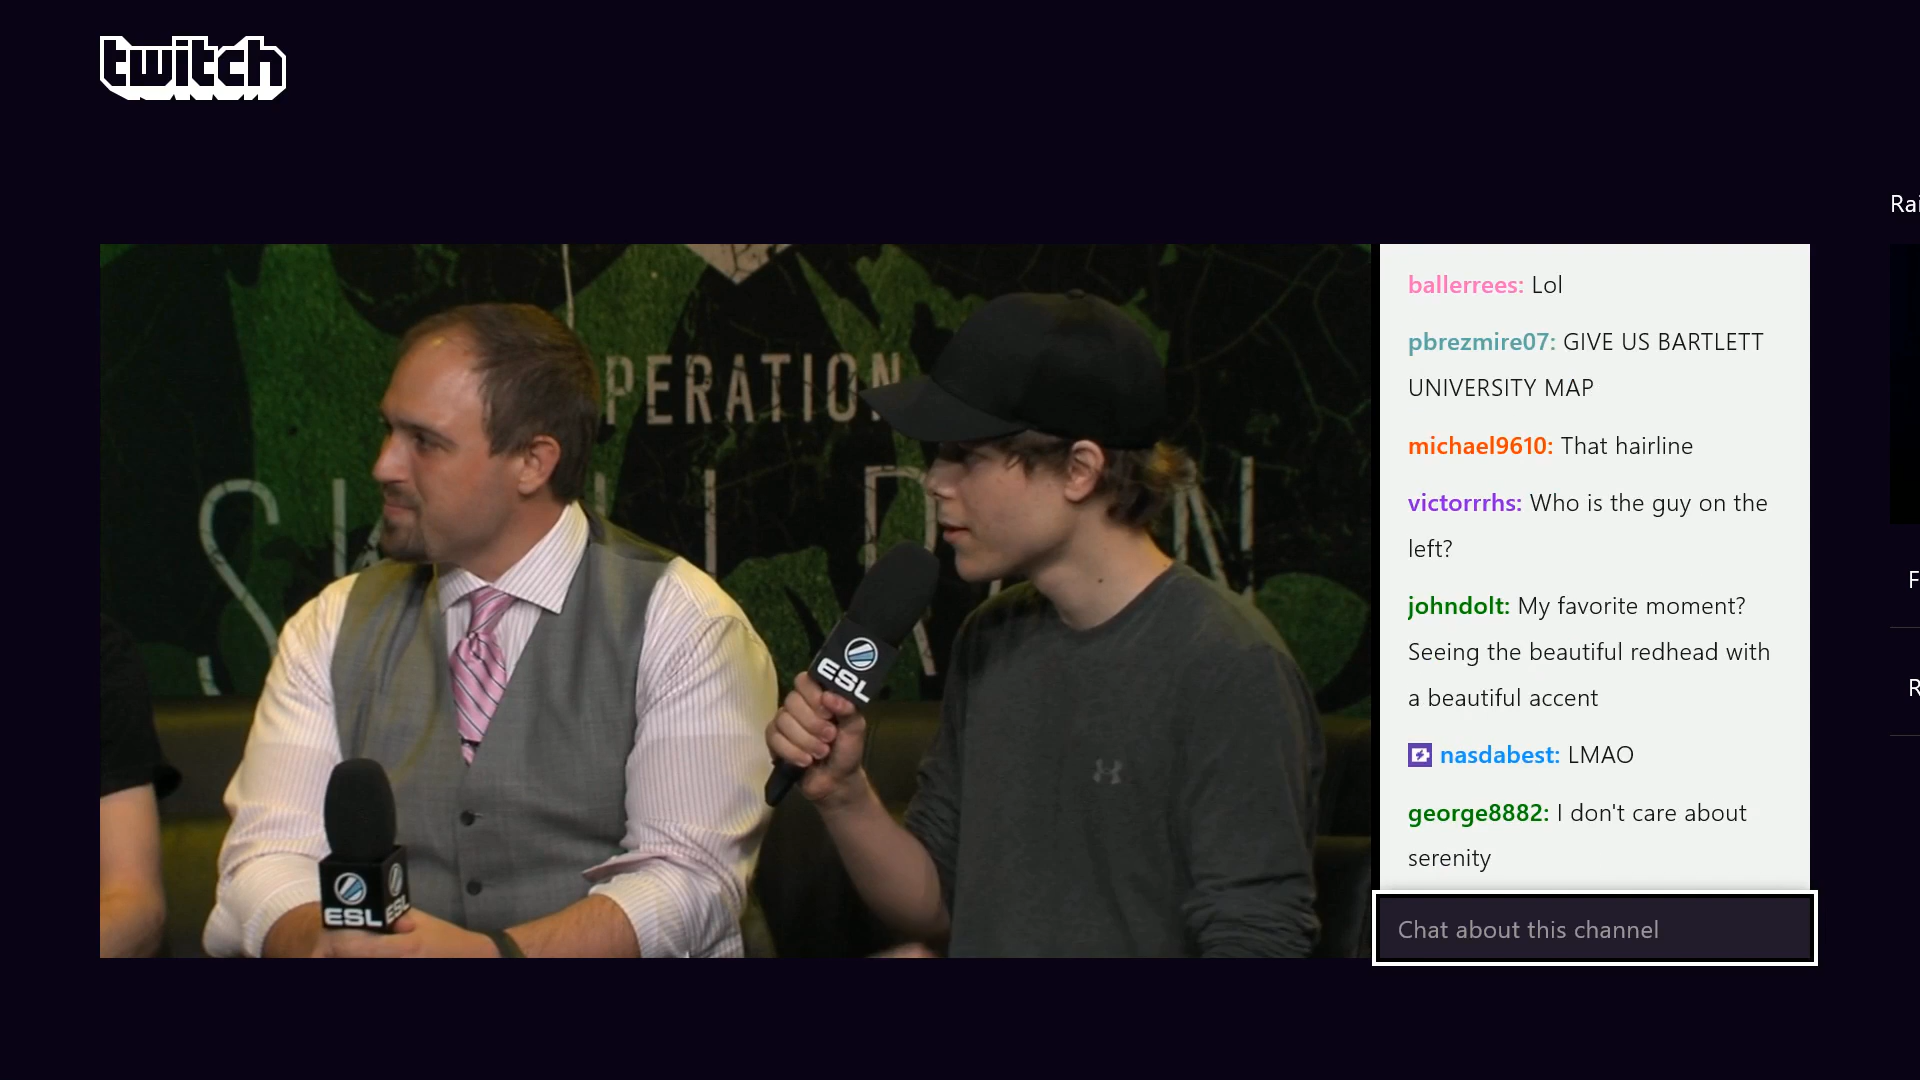 twitch
Rai
PERATION
ESL
ESL
ESL
ballerrees: Lol
pbrezmire07: GIVE US BARTLETT
UNIVERSITY MAP
michael9610: That hairline
victorrrhs: Who is the guy on the
left?
johndolt: My favorite moment?
Seeing the beautiful redhead with
a beautiful accent
nasdabest: LMAO
george8882: I don't care about
serenity
Chat about this channel
F
R